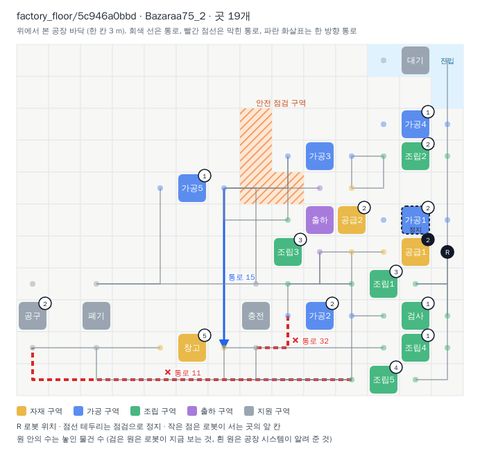 factory_floor/5c946a0bbd · Bazaraa75_2 · 곳 19개
위에서 본 공장 바닥 (한 칸 3 m). 회색 선은 통로, 빨간 점선은 막힌 통로, 파란 화살표는 한 방향 통로
대기
진입
안전 점검 구역
가공4
1
조립2
2
가공3
가공5
1
출하
공급2
2
가공1
2
정지
조립3
3
공급1
2
R
통로 15
조립1
3
공구
2
폐기
충전
가공2
2
검사
1
✕ 통로 32
창고
5
조립4
1
✕ 통로 11
조립5
4
자재 구역
가공 구역
조립 구역
출하 구역
지원 구역
R 로봇 위치 · 점선 테두리는 점검으로 정지 · 작은 점은 로봇이 서는 곳의 앞 칸
원 안의 수는 놓인 물건 수 (검은 원은 로봇이 지금 보는 것, 흰 원은 공장 시스템이 알려 준 것)